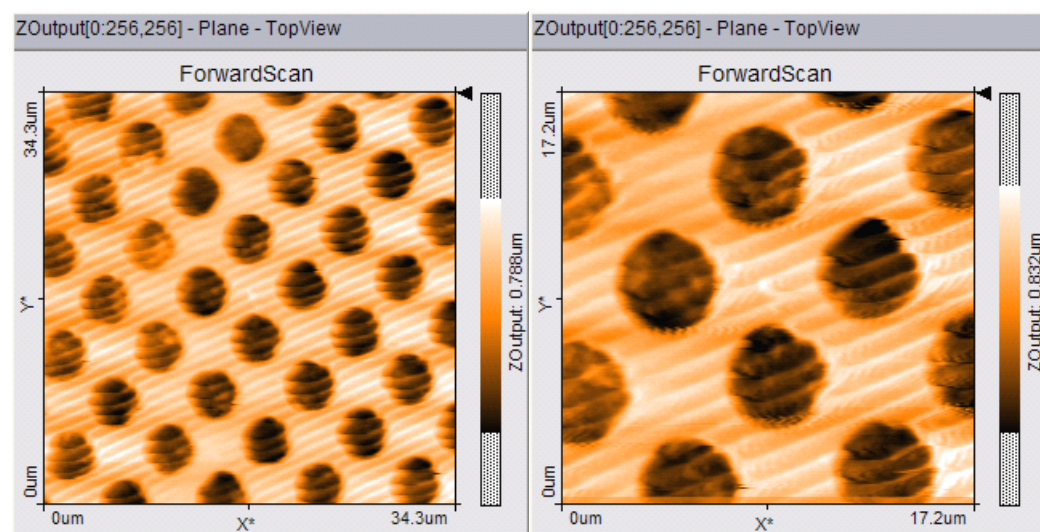 ZOutput[0:256,256] - Plane - TopView
ForwardScan
34.3um
Y*
0um
0um
X*
34.3um
ZOutput: 0.788um
ZOutput[0:256,256] - Plane - TopView
ForwardScan
17.2um
Y*
0um
0um
X*
17.2um
ZOutput: 0.832um